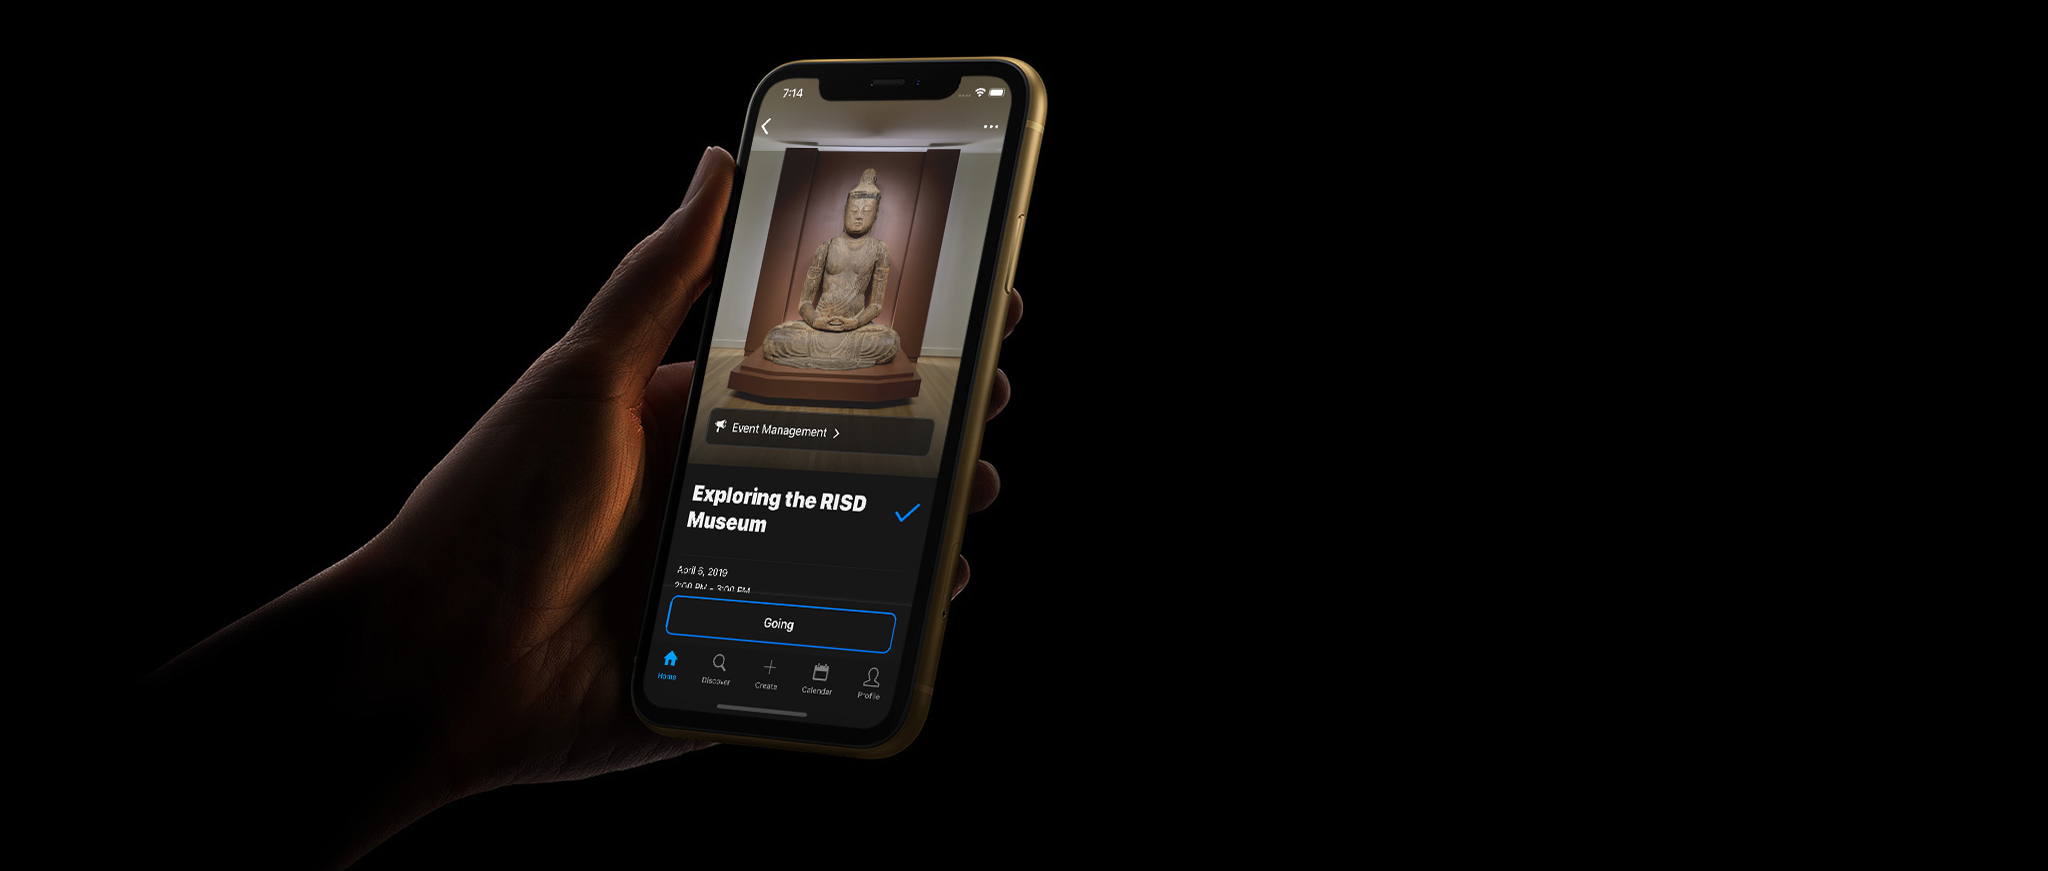 7:14
Event Management
Exploring the RISD
Museum
April 6, 2019
2:00 PM - 3:00 PM
Going
Home
Discover
Create
Calendar
Profile